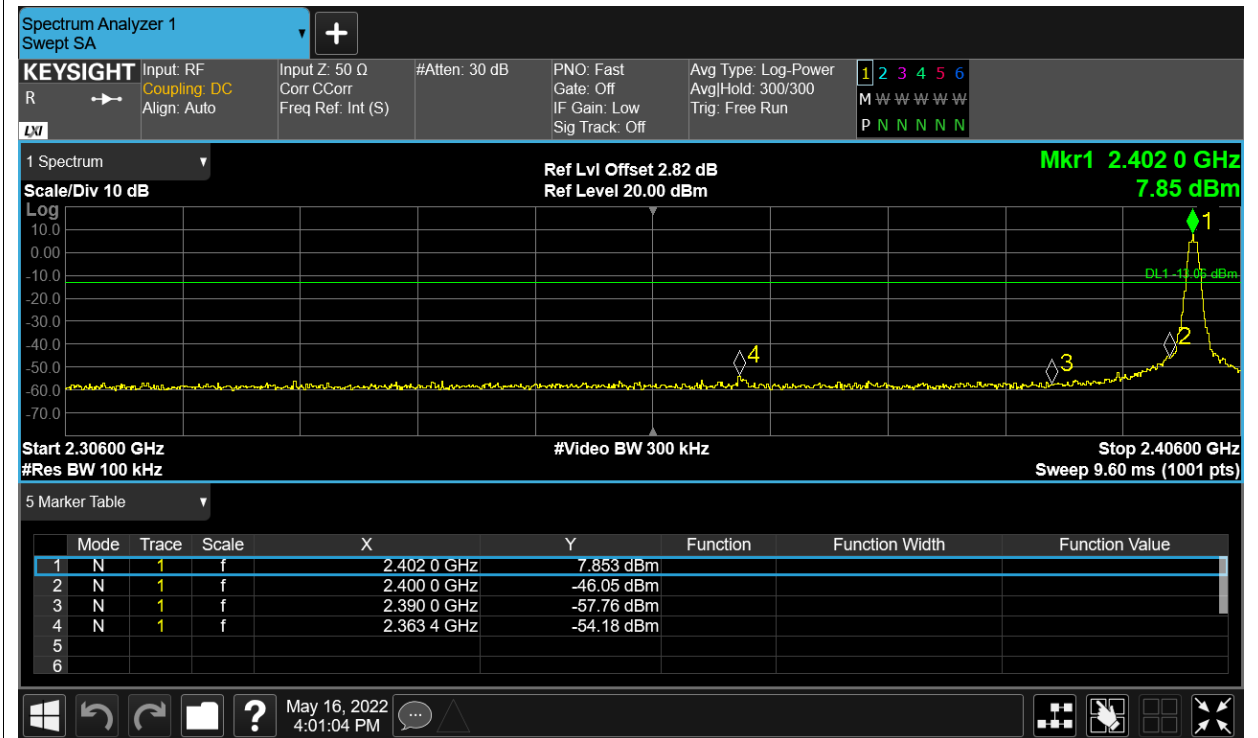 Spectrum Analyzer 1
Swept SA
+
KEYSIGHT Input: RF Input Z: 50 Ω #Atten: 30 dB PNO: Fast Avg Type: Log-Power 1 2 3 4 5 6
R Coupling: DC Corr CCorr Gate: Off Avg|Hold: 300/300 M W W W W W
Align: Auto Freq Ref: Int (S) IF Gain: Low Trig: Free Run
LXI Sig Track: Off P N N N N N N
1 Spectrum Ref Lvl Offset 2.82 dB Mkr1 2.402 0 GHz
Scale/Div 10 dB Ref Level 20.00 dBm 7.85 dBm
Log
1
10.0
0.00
-10.0 DL1 -13.06 dBm
-20.0
-30.0
-40.0 2
-50.0 4 3
-60.0
-70.0
Start 2.30600 GHz #Video BW 300 kHz Stop 2.40600 GHz
#Res BW 100 kHz Sweep 9.60 ms (1001 pts)
5 Marker Table
Mode Trace Scale X Y Function Function Width Function Value
1 N 1 f 2.402 0 GHz 7.853 dBm
2 N 1 f 2.400 0 GHz -46.05 dBm
3 N 1 f 2.390 0 GHz -57.76 dBm
4 N 1 f 2.363 4 GHz -54.18 dBm
5
6
? May 16, 2022
4:01:04 PM